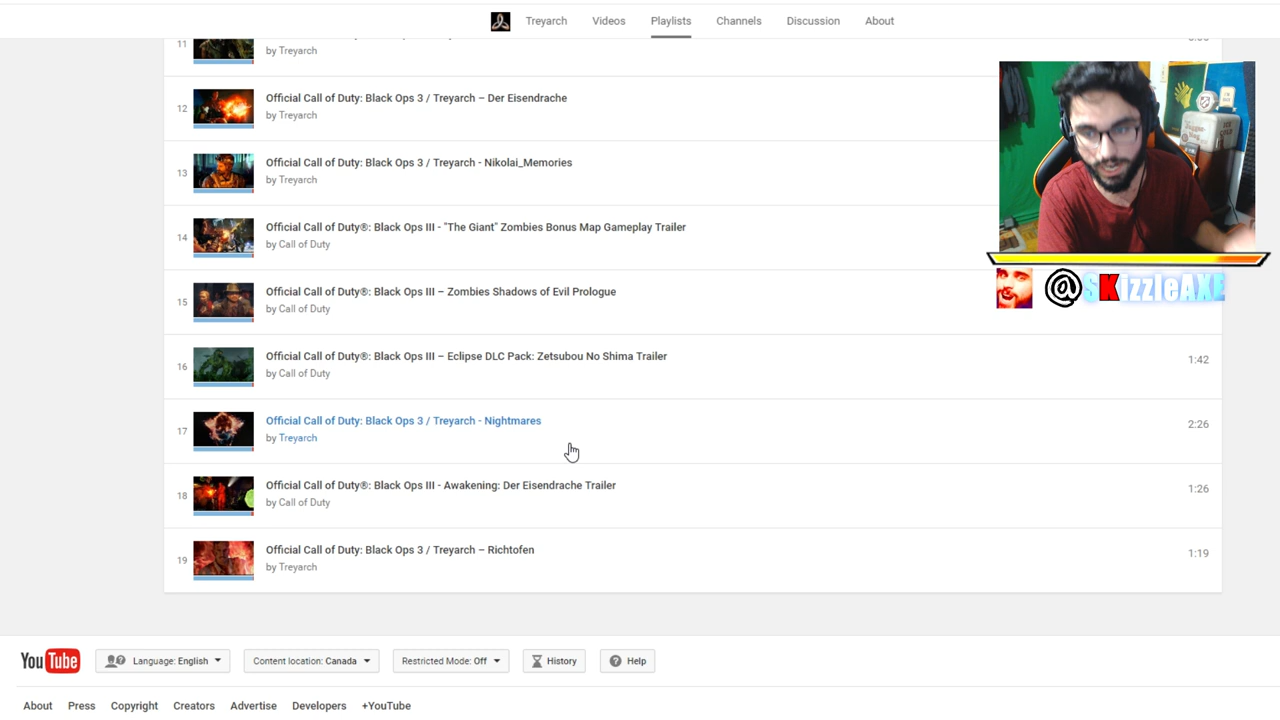 Treyarch Videos Playlists Channels Discussion About
11
by Treyarch
12 Official Call of Duty: Black Ops 3 / Treyarch – Der Eisendrache
by Treyarch
13 Official Call of Duty: Black Ops 3 / Treyarch - Nikolai_Memories
by Treyarch
14 Official Call of Duty®: Black Ops III - "The Giant" Zombies Bonus Map Gameplay Trailer
by Call of Duty
15 Official Call of Duty®: Black Ops III – Zombies Shadows of Evil Prologue
by Call of Duty
@SKizzleAXE
16 Official Call of Duty®: Black Ops III – Eclipse DLC Pack: Zetsubou No Shima Trailer 1:42
by Call of Duty
17 Official Call of Duty: Black Ops 3 / Treyarch - Nightmares 2:26
by Treyarch
18 Official Call of Duty®: Black Ops III - Awakening: Der Eisendrache Trailer 1:26
by Call of Duty
19 Official Call of Duty: Black Ops 3 / Treyarch – Richtofen 1:19
by Treyarch
YouTube Language: English Content location: Canada Restricted Mode: Off History Help
About Press Copyright Creators Advertise Developers +YouTube